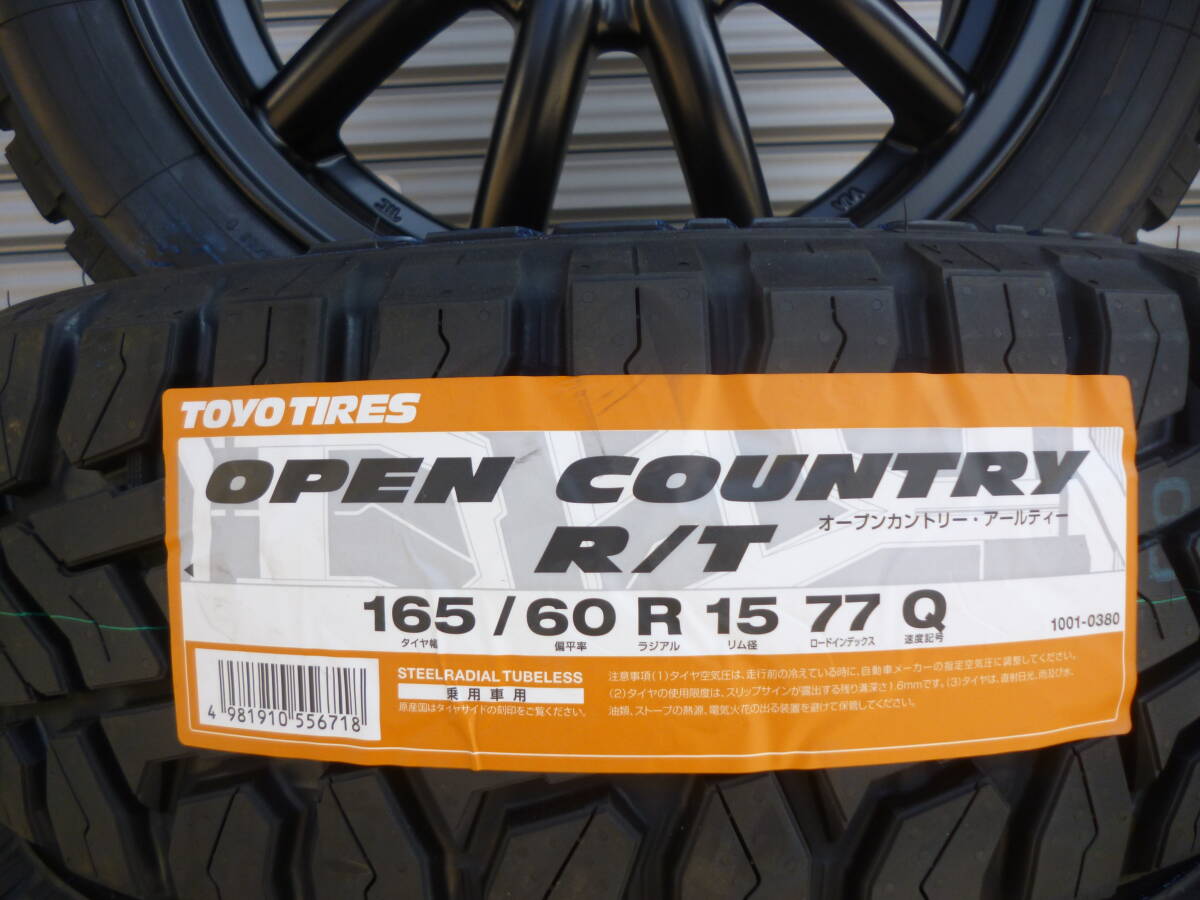 TOYO TIRES
OPEN COUNTRY
R/T オープンカントリー・アールティー
165 / 60 R 15 77 Q
タイヤ幅 偏平率 ラジアル リム径 ロードインデックス 速度記号
1001-0380
STEELRADIAL TUBELESS
乗用車用
原産国はタイヤサイドの刻印をご覧ください。
注意事項(1)タイヤ空気圧は、走行前の冷えている時に、自動車メーカーの指定空気圧に調整してください。
(2)タイヤの使用限度は、スリップサインが露出する残り溝深さ1.6mmです。(3)タイヤは、直射日光、雨及び水、
油類、ストーブの熱源、電気火花の出る装置を避けて保管してください。
4 981910 556718